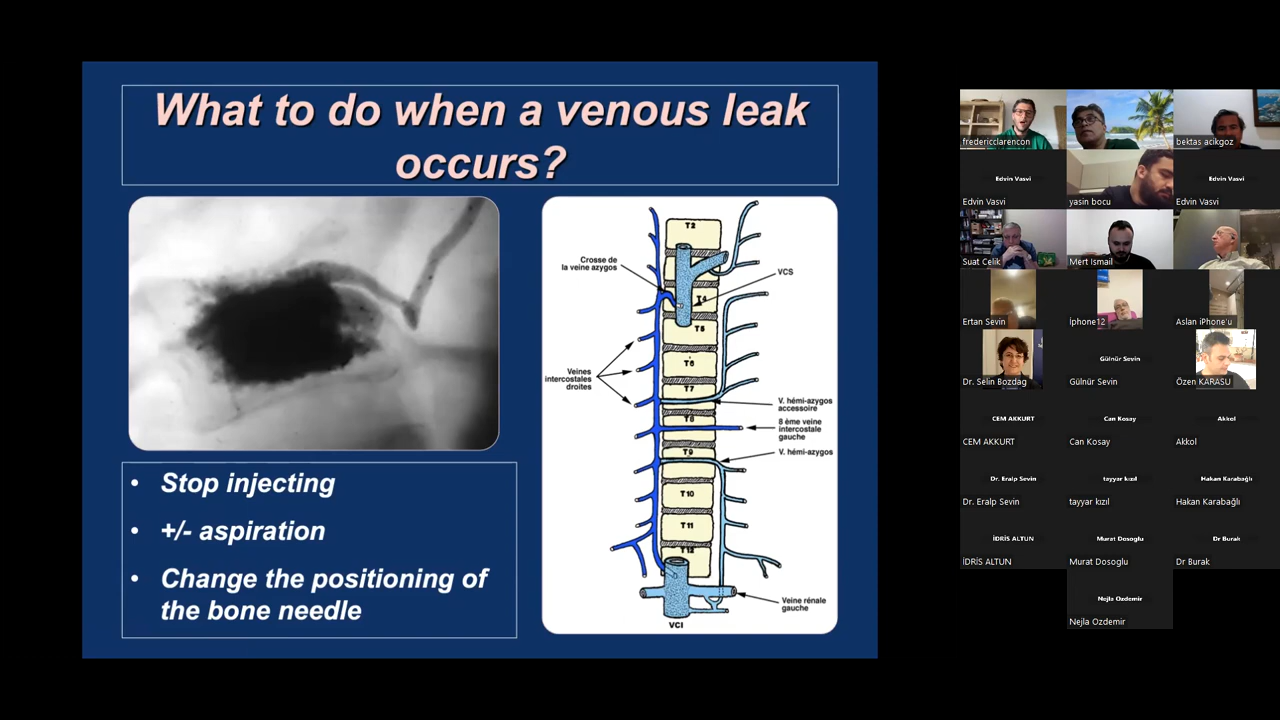 What to do when a venous leak
occurs?
Stop injecting
+/- aspiration
Change the positioning of
the bone needle
T2
Crosse de
la veine azygos
VCS
T4
T5
T6
Veines
intercostales
droites
T7
V. hémi-azygos
accessoire
T8
8 ème veine
intercostale
gauche
T9
V. hémi-azygos
T10
T11
T12
Veine rénale
gauche
VCI
fredericclarencon
bektas acikgoz
Edvin Vasvi
Edvin Vasvi
Edvin Vasvi
yasin bocu
Edvin Vasvi
Suat Celik
Mert Ismail
Ertan Sevin
İphone12
Aslan iPhone'u
Gülnür Sevin
Dr. Selin Bozdag
Gülnür Sevin
Özen KARASU
CEM AKKURT
Can Kosay
Akkol
CEM AKKURT
Can Kosay
Akkol
Dr. Eralp Sevin
tayyar kızıl
Hakan Karabağlı
Dr. Eralp Sevin
tayyar kızıl
Hakan Karabağlı
İDRİS ALTUN
Murat Dosoglu
Dr Burak
İDRİS ALTUN
Murat Dosoglu
Dr Burak
Nejla Ozdemir
Nejla Ozdemir